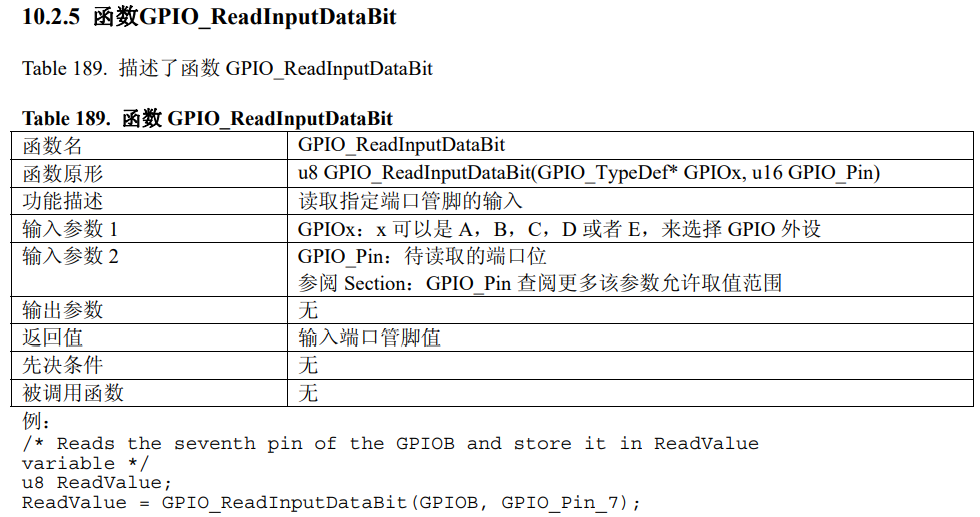 10.2.5 函数GPIO_ReadInputDataBit
Table 189. 描述了函数 GPIO_ReadInputDataBit
Table 189. 函数 GPIO_ReadInputDataBit
函数名 GPIO_ReadInputDataBit
函数原形 u8 GPIO_ReadInputDataBit(GPIO_TypeDef* GPIOx, u16 GPIO_Pin)
功能描述 读取指定端口管脚的输入
输入参数 1 GPIOx：x 可以是 A，B，C，D 或者 E，来选择 GPIO 外设
输入参数 2 GPIO_Pin：待读取的端口位
参阅 Section：GPIO_Pin 查阅更多该参数允许取值范围
输出参数 无
返回值 输入端口管脚值
先决条件 无
被调用函数 无
例：
/* Reads the seventh pin of the GPIOB and store it in ReadValue
variable */
u8 ReadValue;
ReadValue = GPIO_ReadInputDataBit(GPIOB, GPIO_Pin_7);